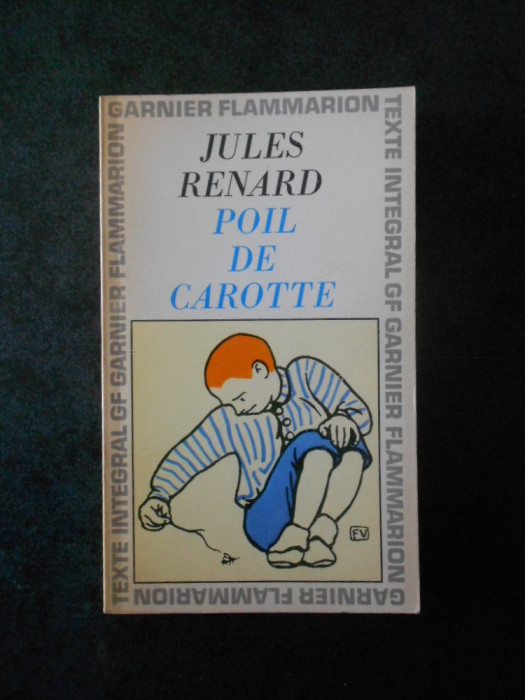 GARNIER FLAMMARION
TEXTE INTEGRAL GF GARNIER FLAMMARION
JULES
RENARD
POIL
DE
CAROTTE
FV
GARNIER FLAMMARION
TEXTE INTEGRAL GF GARNIER FLAMMARION